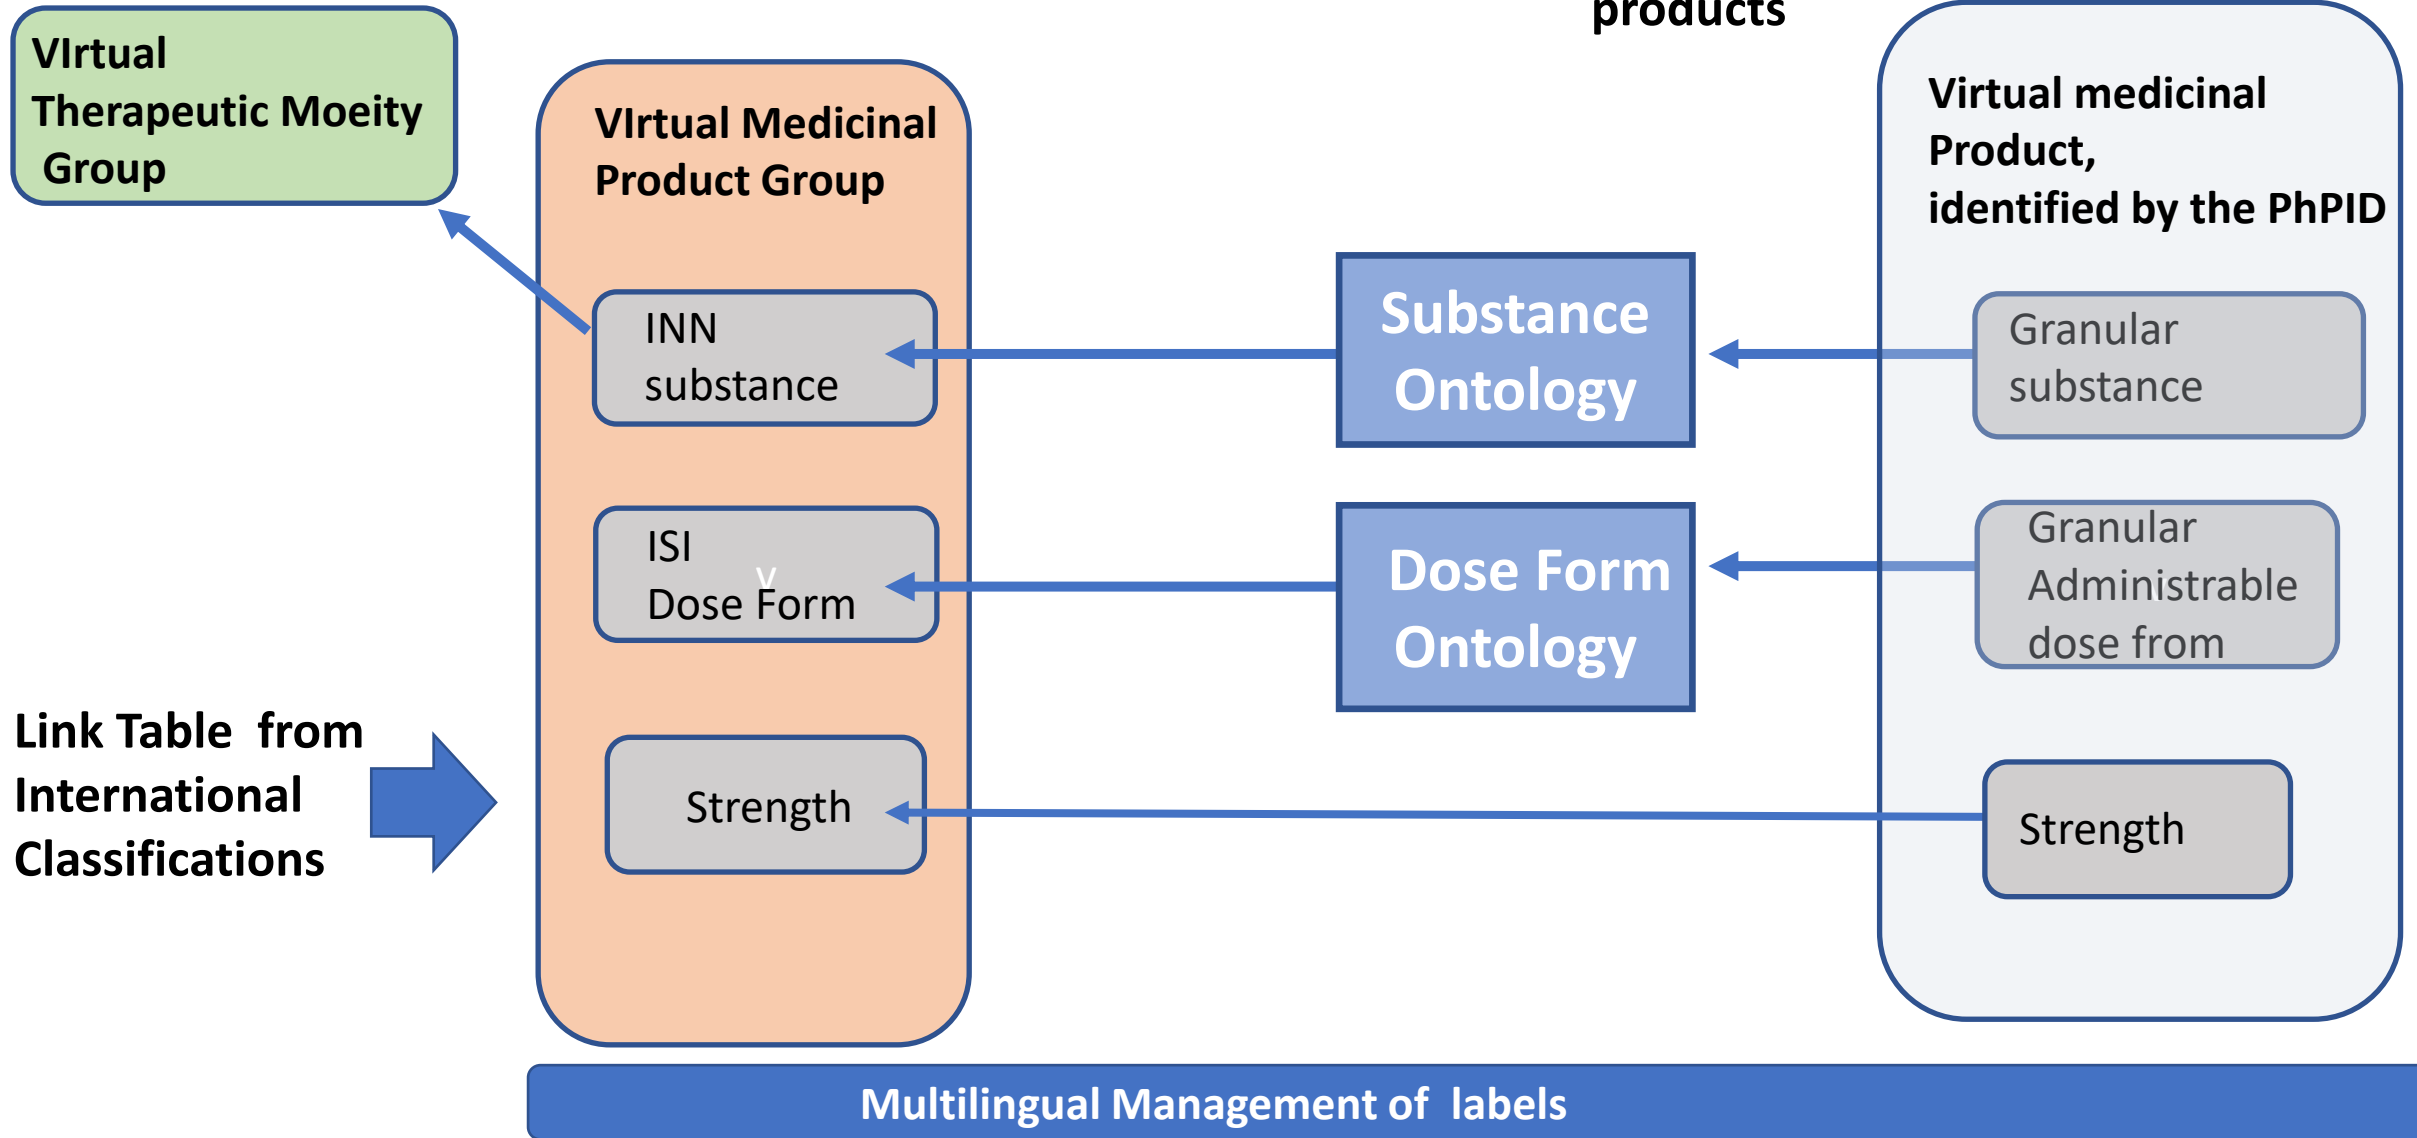 products
VIrtual
Therapeutic Moeity
Group
VIrtual Medicinal
Product Group
Virtual medicinal
Product,
identified by the PhPID
INN
substance
Substance
Ontology
Granular
substance
ISI
v
Dose Form
Dose Form
Ontology
Granular
Administrable
dose from
Link Table  from
International
Classifications
Strength
Strength
Multilingual Management of  labels